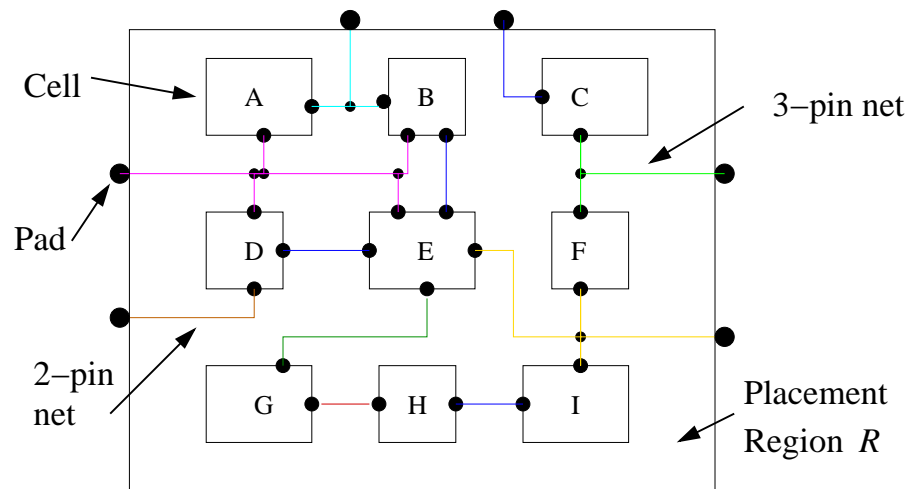 Cell
A
B
C
3−pin net
Pad
D
E
F
2−pin
net
G
H
I
Placement
Region R